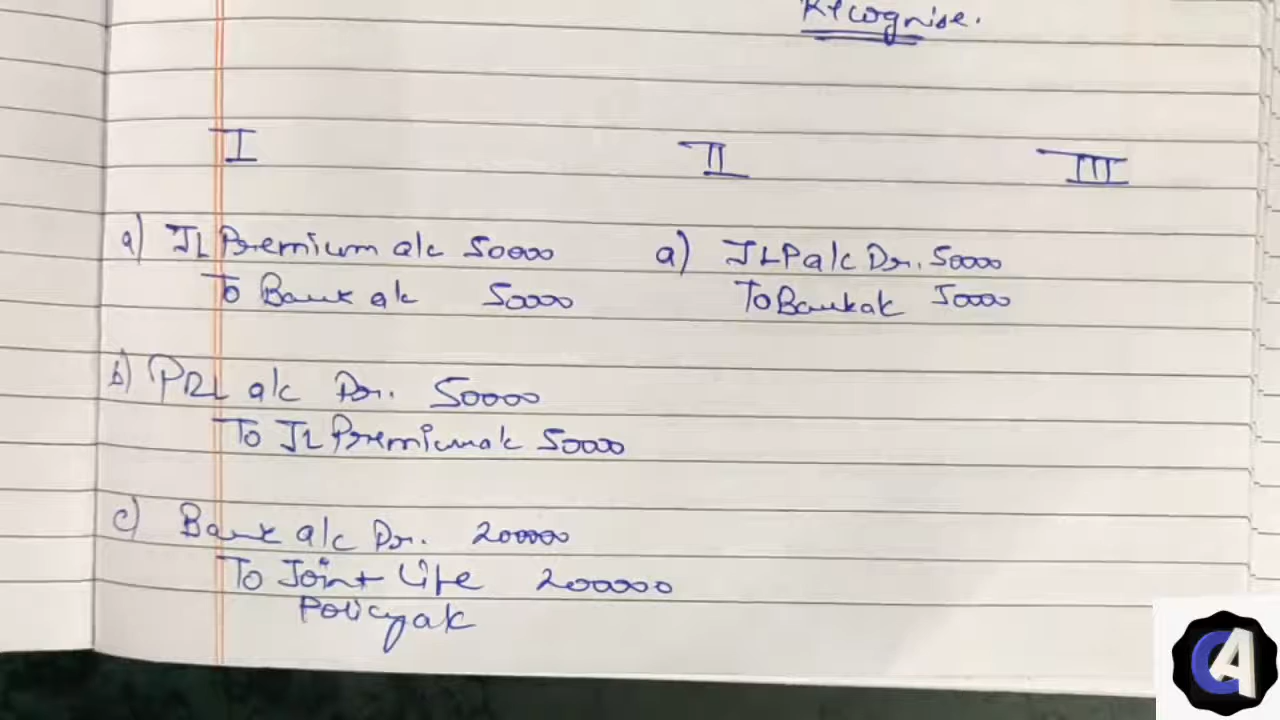 Recognise.
I II III
a) JL Premium a/c 50000
To Bank a/c 50000
b) P&L a/c Dr. 50000
To JL Premium a/c 50000
c) Bank a/c Dr. 200000
To Joint Life 200000
Policy a/c
a) JLP a/c Dr. 50000
To Bank a/c 50000
CA